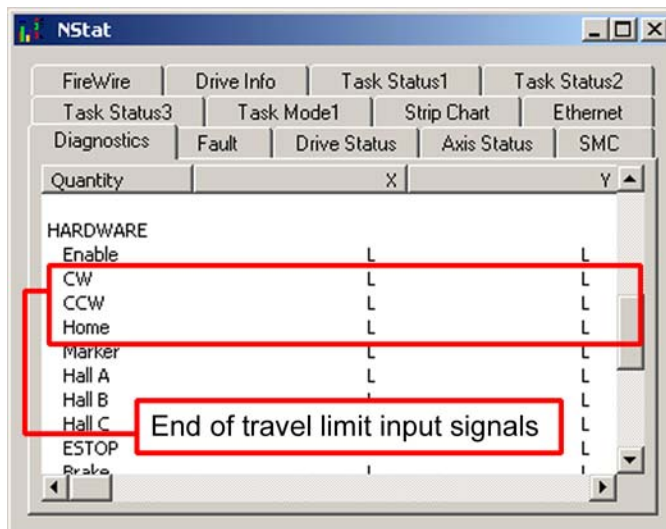 NStat
FireWire Drive Info Task Status1 Task Status2
Task Status3 Task Mode1 Strip Chart Ethernet
Diagnostics Fault Drive Status Axis Status SMC
Quantity X Y
HARDWARE
Enable L L
CW L L
CCW L L
Home L L
Marker L L
Hall A L L
Hall B L L
Hall C L
End of travel limit input signals
ESTOP L
Brake